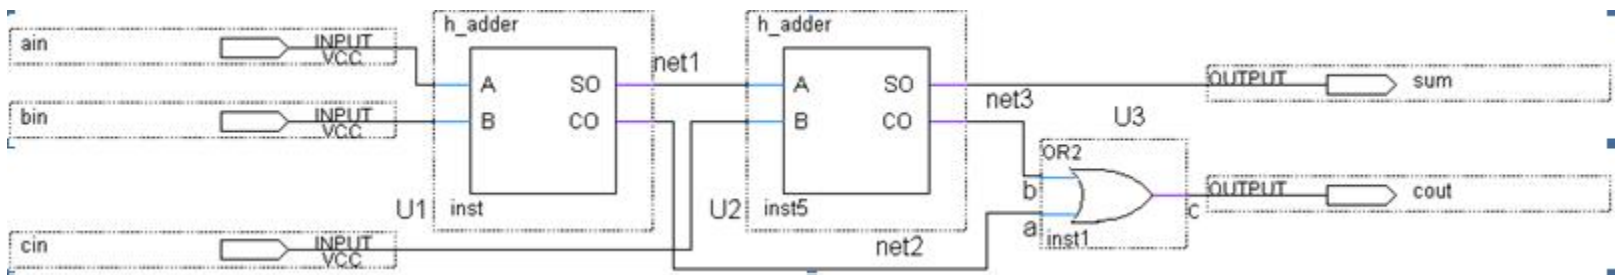 ain
INPUT
VCC
bin
INPUT
VCC
cin
INPUT
VCC
h_adder
A
SO
B
CO
U1
inst
net1
h_adder
A
SO
B
CO
U2
inst5
net2
net3
U3
OR2
b
a
c
inst1
OUTPUT
sum
OUTPUT
cout